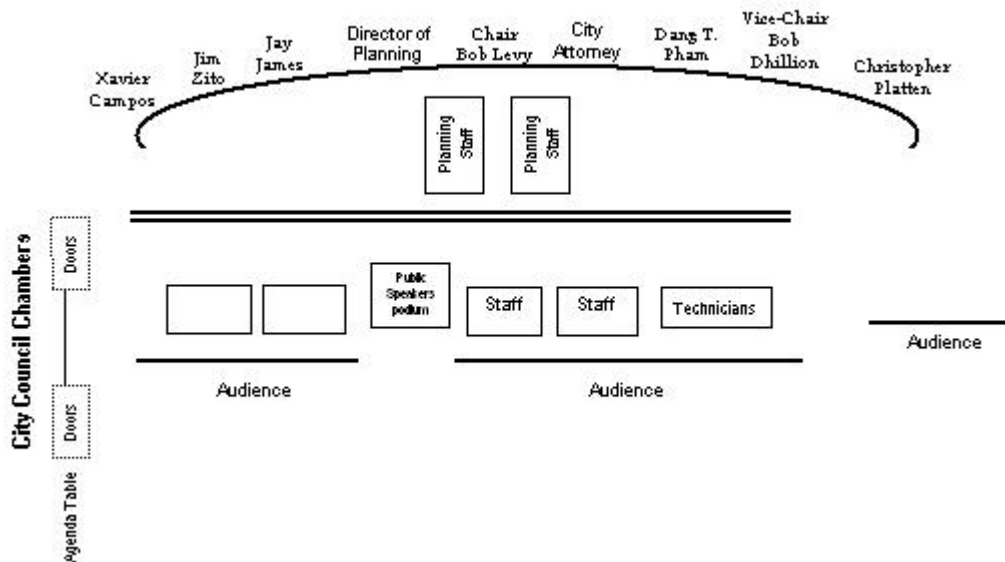 Xavier
Campos
Jim
Zito
Jay
James
Director of
Planning
Chair
Bob Levy
City
Attorney
Dang T.
Pham
Vice-Chair
Bob
Dhillion
Christopher
Platten
Planning
Staff
Planning
Staff
City Council Chambers
Doors
Public
Speakers
podium
Staff
Staff
Technicians
Audience
Audience
Audience
Doors
Agenda Table